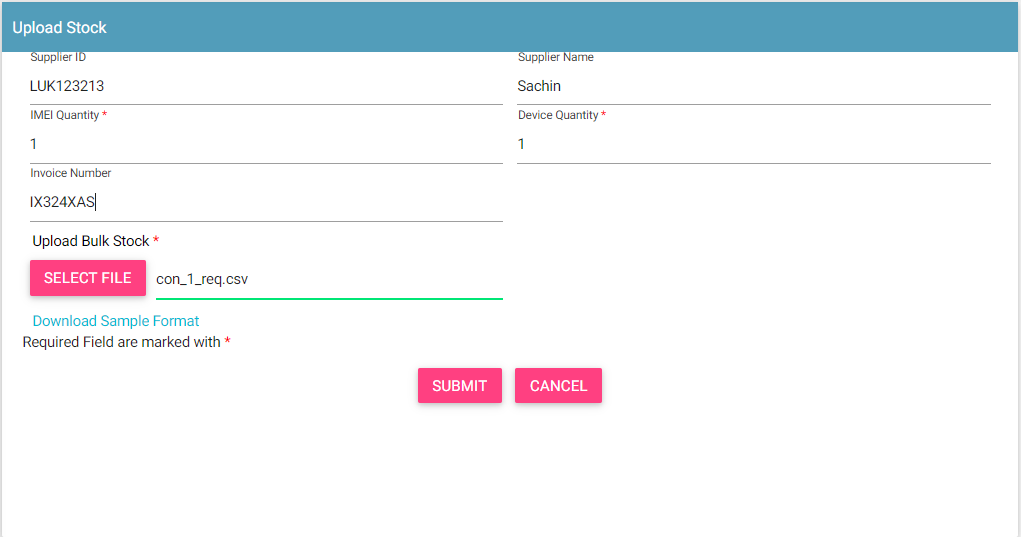 Upload Stock
Supplier ID
Supplier Name
LUK123213
Sachin
IMEI Quantity *
Device Quantity *
1
1
Invoice Number
IX324XAS
Upload Bulk Stock *
SELECT FILE
con_1_req.csv
Download Sample Format
Required Field are marked with *
SUBMIT
CANCEL